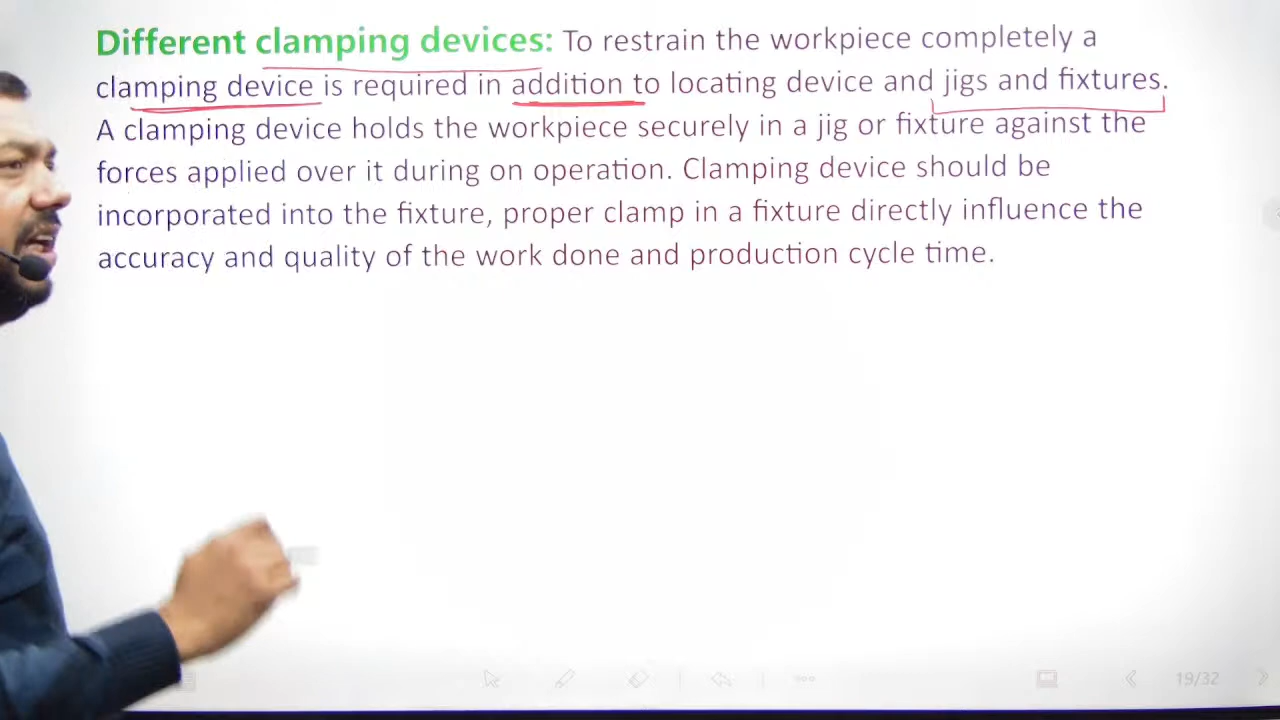 Different clamping devices: To restrain the workpiece completely a
clamping device is required in addition to locating device and jigs and fixtures.
A clamping device holds the workpiece securely in a jig or fixture against the
forces applied over it during on operation. Clamping device should be
incorporated into the fixture, proper clamp in a fixture directly influence the
accuracy and quality of the work done and production cycle time.
19/32